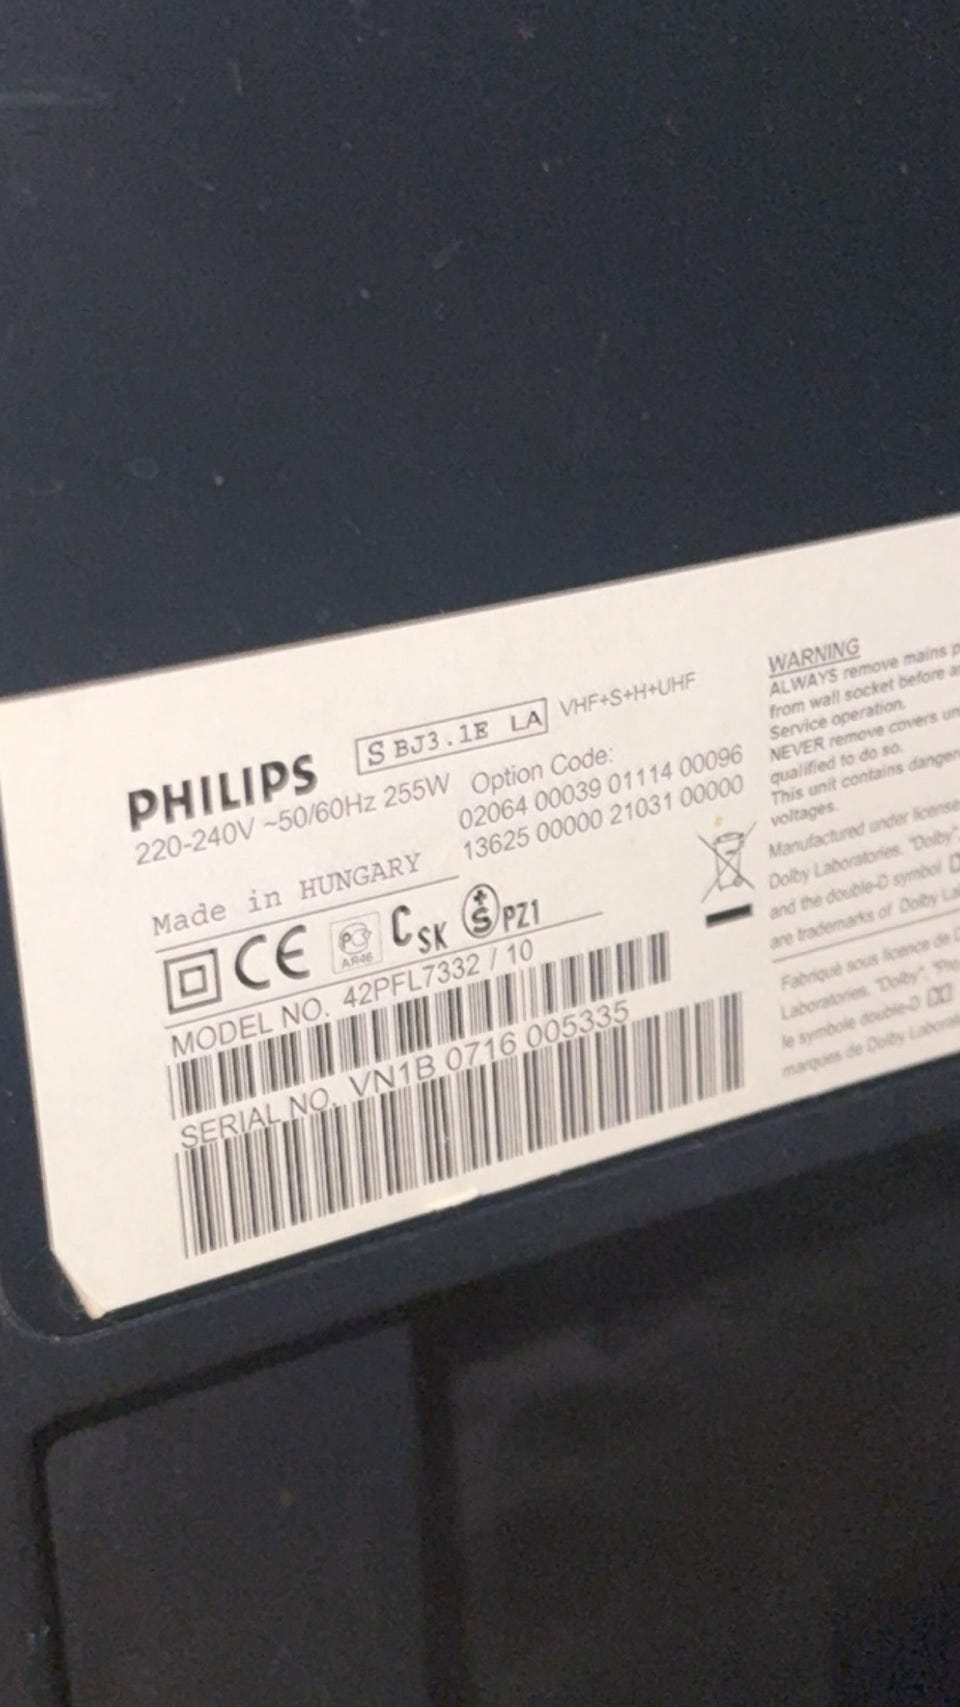 PHILIPS
S BJ3.1E LA
VHF+S+H+UHF
220-240V ~50/60Hz 255W
Option Code:
02064 00039 01114 00096
13625 00000 21031 00000
Made in HUNGARY
CE
P
AЯ46
C SK
S PZ1
MODEL NO. 42PFL7332 / 10
SERIAL NO. VN1B 0716 005335
WARNING
ALWAYS remove mains
from wall socket before
Service operation.
NEVER remove covers
qualified to do so.
This unit contains
voltages.
Manufactured under license
Dolby Laboratories. "Dolby"
and the double-D symbol
are trademarks of Dolby
Fabriqué sous licence de
Laboratories. "Dolby",
le symbole double-D
marques de Dolby